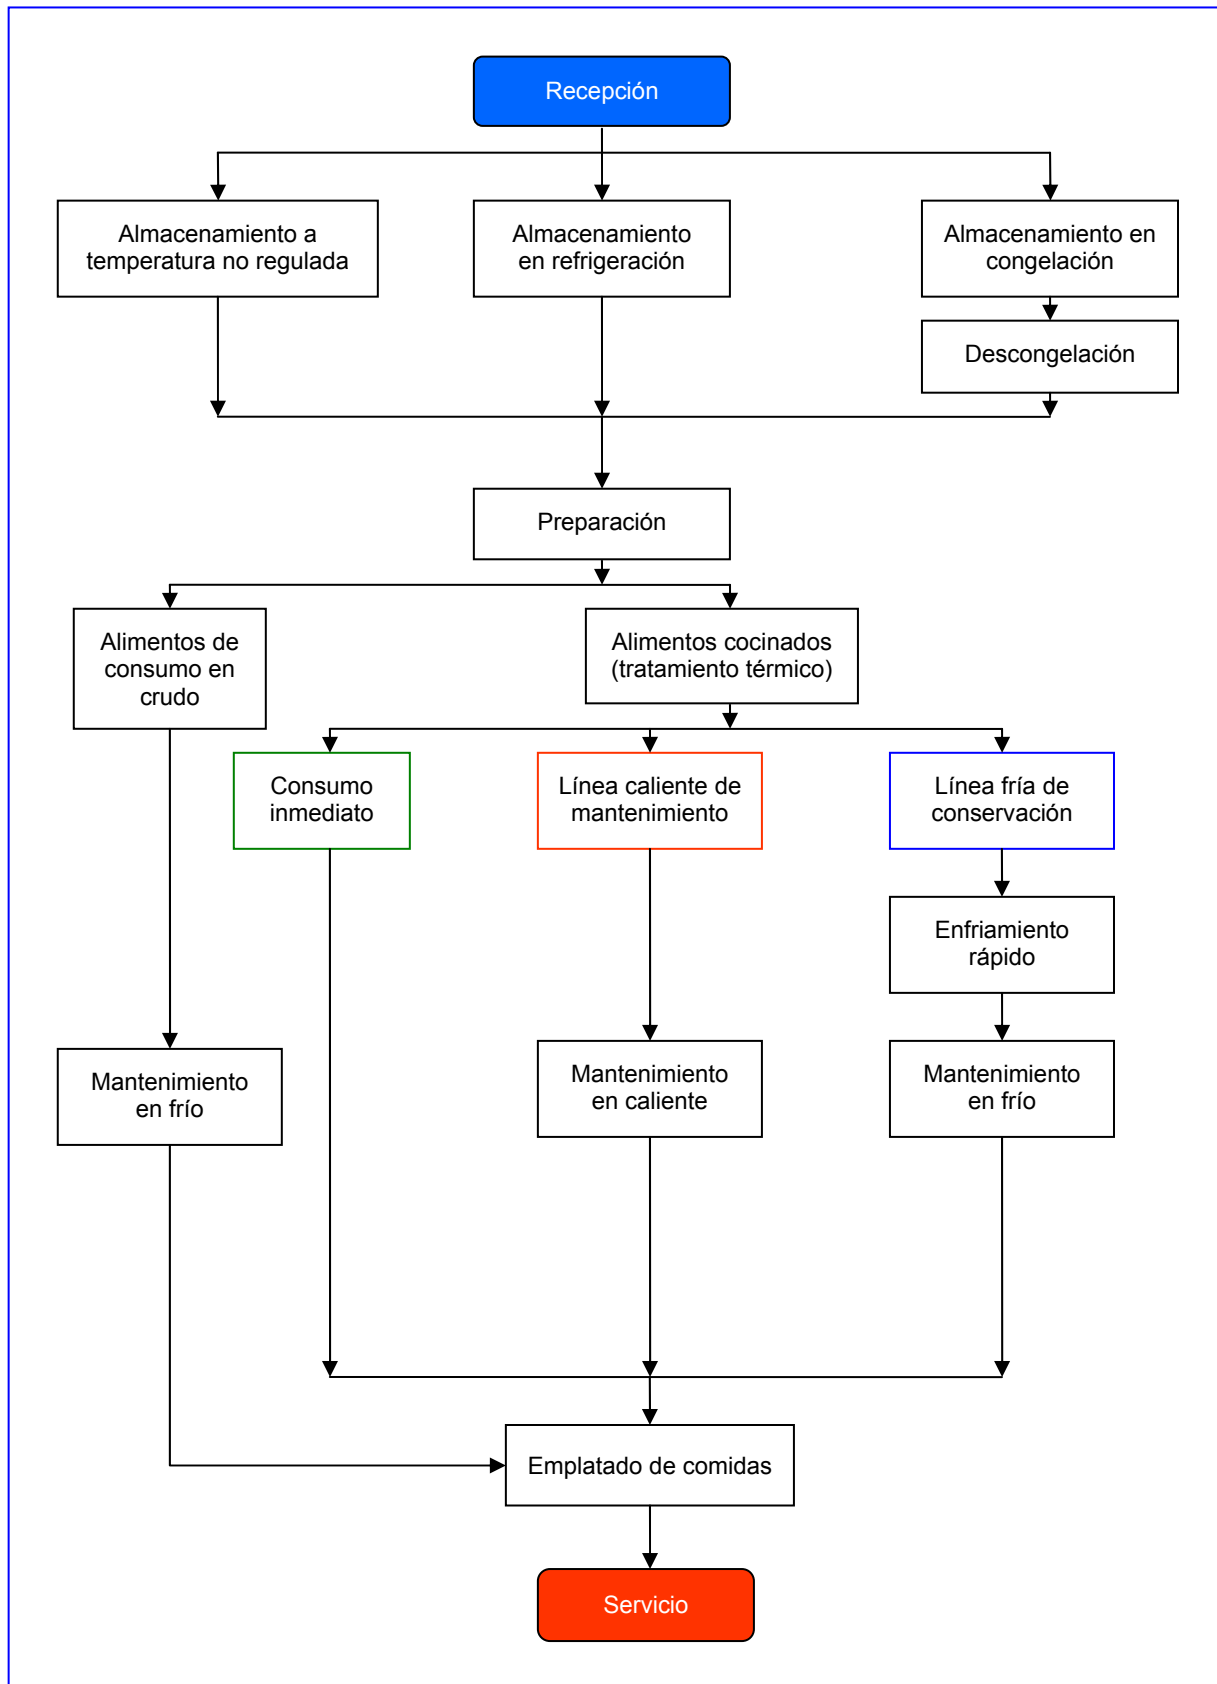 Recepción
Almacenamiento a
temperatura no regulada
Almacenamiento
en refrigeración
Almacenamiento en
congelación
Descongelación
Preparación
Alimentos de
consumo en
crudo
Alimentos cocinados
(tratamiento térmico)
Consumo
inmediato
Línea caliente de
mantenimiento
Línea fría de
conservación
Enfriamiento
rápido
Mantenimiento
en frío
Mantenimiento
en caliente
Mantenimiento
en frío
Emplatado de comidas
Servicio